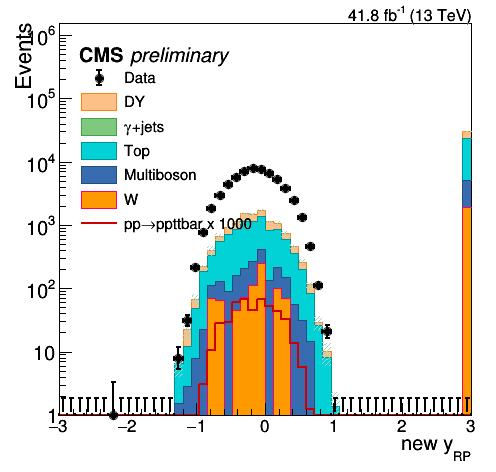 41.8 fb⁻¹ (13 TeV)
Events
CMS preliminary
Data
DY
γ+jets
Top
Multiboson
W
pp→ppttbar x 1000
10⁶
10⁵
10⁴
10³
10²
10
1
−3 −2 −1 0 1 2 3
new y_RP